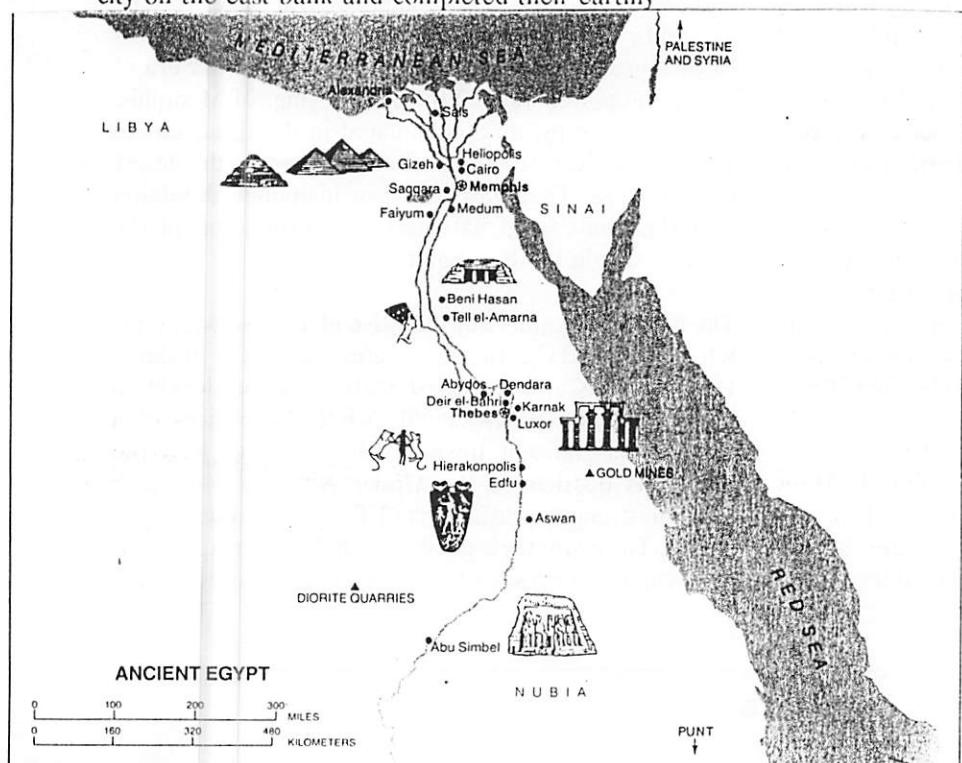 city on the east bank and completed their earthly
MEDITERRANEAN SEA
PALESTINE
AND SYRIA
Alexandria
Sais
LIBYA
Heliopolis
Gizeh
Cairo
Saqqara
Memphis
SINAI
Faiyum
Medum
Beni Hasan
Tell el-Amarna
Abydos
Dendara
Deir el-Bahri
Karnak
Thebes
Luxor
Hierakonpolis
GOLD MINES
Edfu
Aswan
RED SEA
DIORITE QUARRIES
Abu Simbel
ANCIENT EGYPT
NUBIA
0 100 200 300 MILES
0 160 320 480 KILOMETERS
PUNT